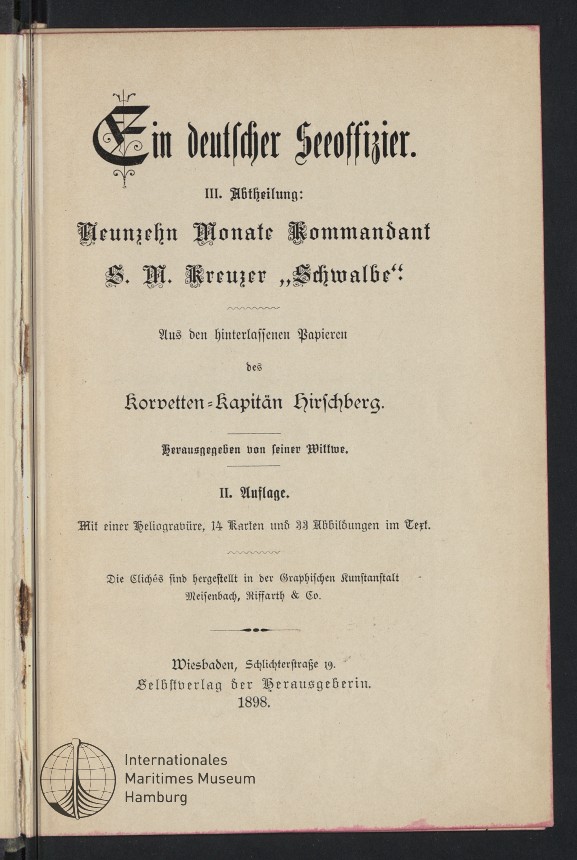 Ein deutscher Seeoffizier.
III. Abtheilung:
Neunzehn Monate Kommandant
S. M. Kreuzer „Schwalbe“.
Aus den hinterlassenen Papieren
des
Korvetten-Kapitän Hirschberg.
Herausgegeben von seiner Wittwe.
II. Auflage.
Mit einer Heliogravüre, 14 Karten und 33 Abbildungen im Text.
Die Clichés sind hergestellt in der Graphischen Kunstanstalt
Meisenbach, Riffarth & Co.
Wiesbaden, Schlichterstraße 19.
Selbstverlag der Herausgeberin.
1898.
Internationales
Maritimes Museum
Hamburg